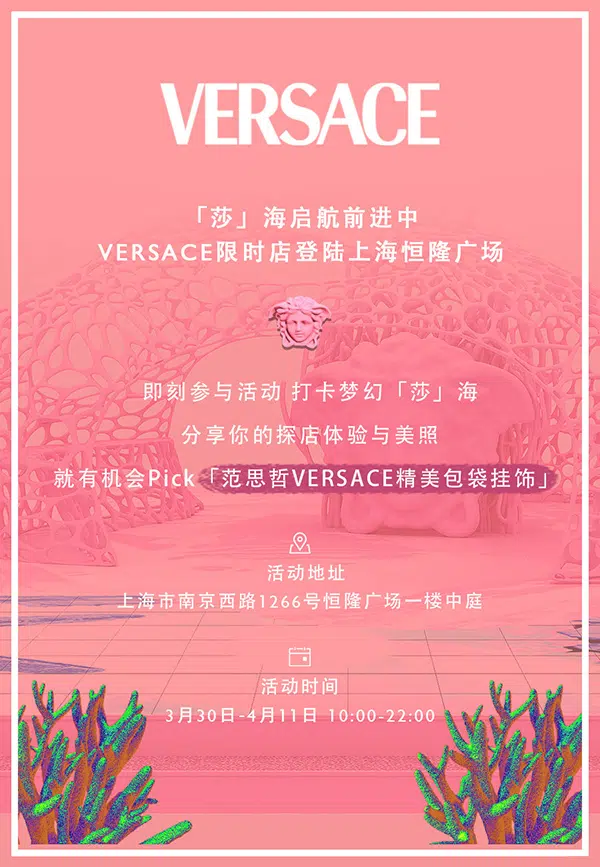 VERSACE
「莎」海启航前进中
VERSACE限时店登陆上海恒隆广场
即刻参与活动 打卡梦幻「莎」海
分享你的探店体验与美照
就有机会Pick「范思哲VERSACE精美包袋挂饰」
活动地址
上海市南京西路1266号恒隆广场一楼中庭
活动时间
3月30日-4月11日 10:00-22:00